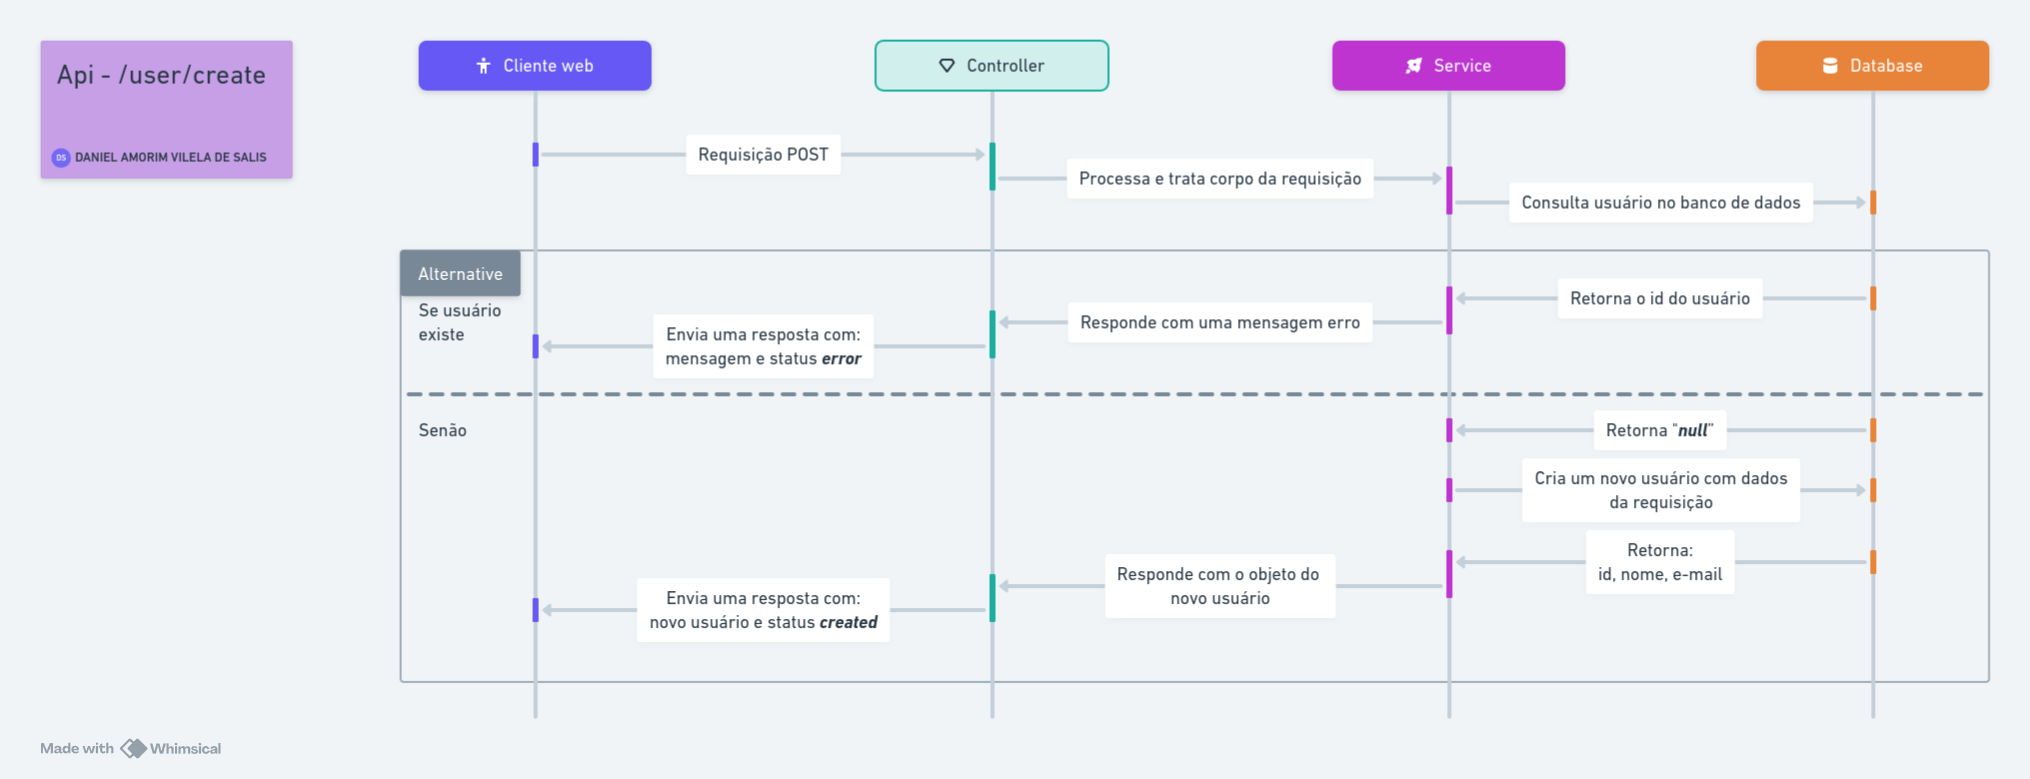 Api - /user/create
DS DANIEL AMORIM VILELA DE SALIS
Cliente web
Controller
Service
Database
Requisição POST
Processa e trata corpo da requisição
Consulta usuário no banco de dados
Alternative
Se usuário
existe
Retorna o id do usuário
Responde com uma mensagem erro
Envia uma resposta com:
mensagem e status error
Senão
Retorna "null"
Cria um novo usuário com dados
da requisição
Retorna:
id, nome, e-mail
Responde com o objeto do
novo usuário
Envia uma resposta com:
novo usuário e status created
Made with Whimsical